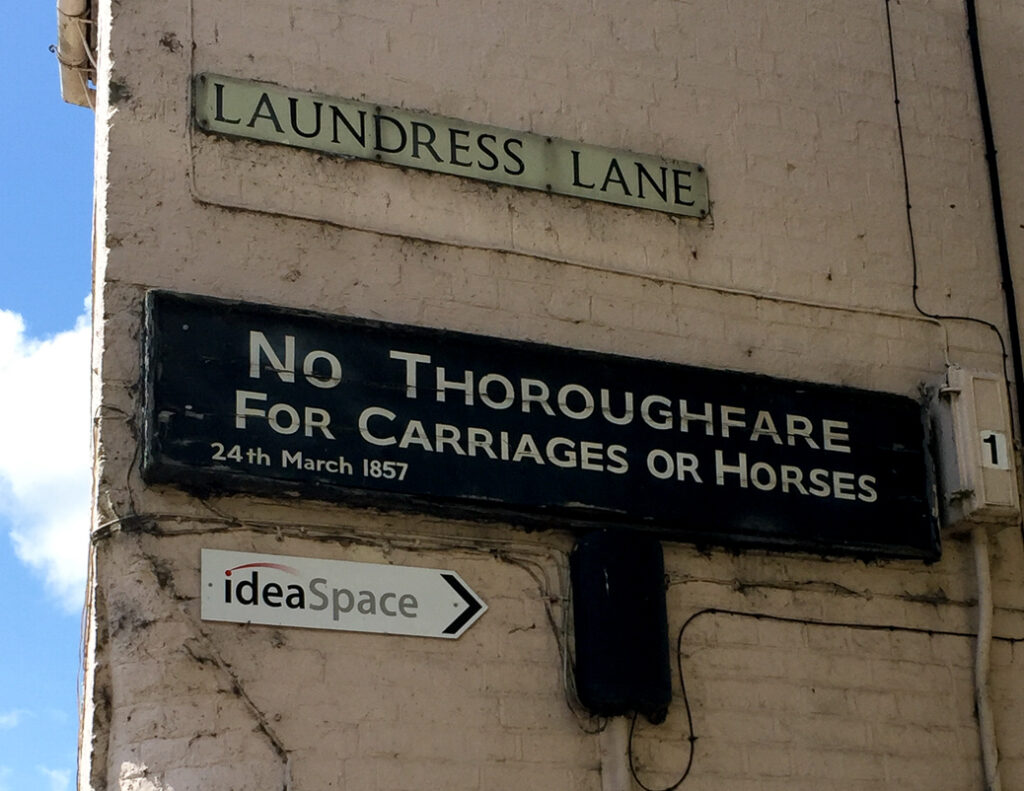 LAUNDRESS LANE
NO THOROUGHFARE
FOR CARRIAGES OR HORSES
24th March 1857
1
ideaSpace